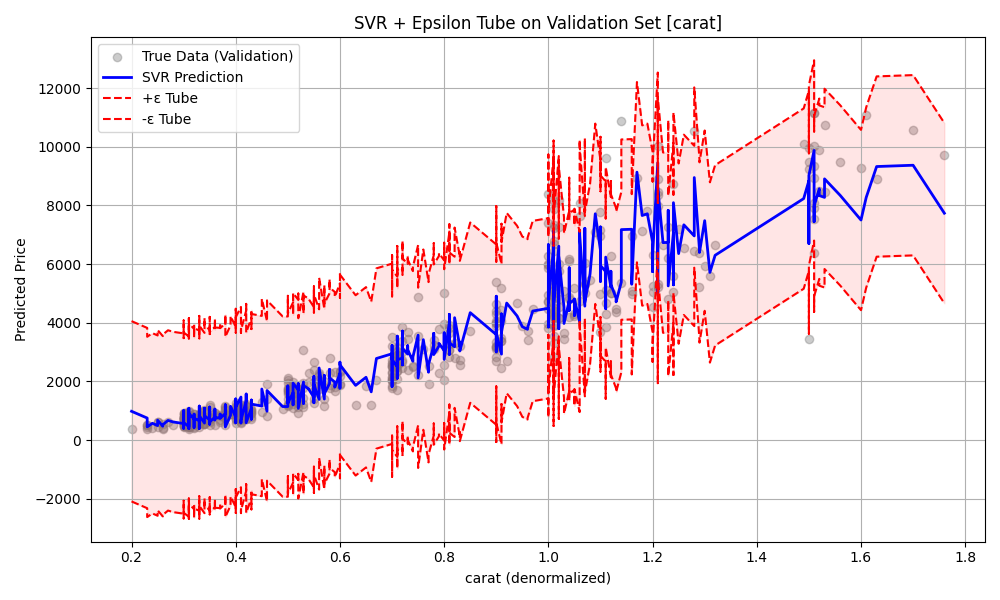 SVR + Epsilon Tube on Validation Set [carat]
True Data (Validation)
SVR Prediction
+ε Tube
-ε Tube
Predicted Price
12000
10000
8000
6000
4000
2000
0
−2000
0.2 0.4 0.6 0.8 1.0 1.2 1.4 1.6 1.8
carat (denormalized)